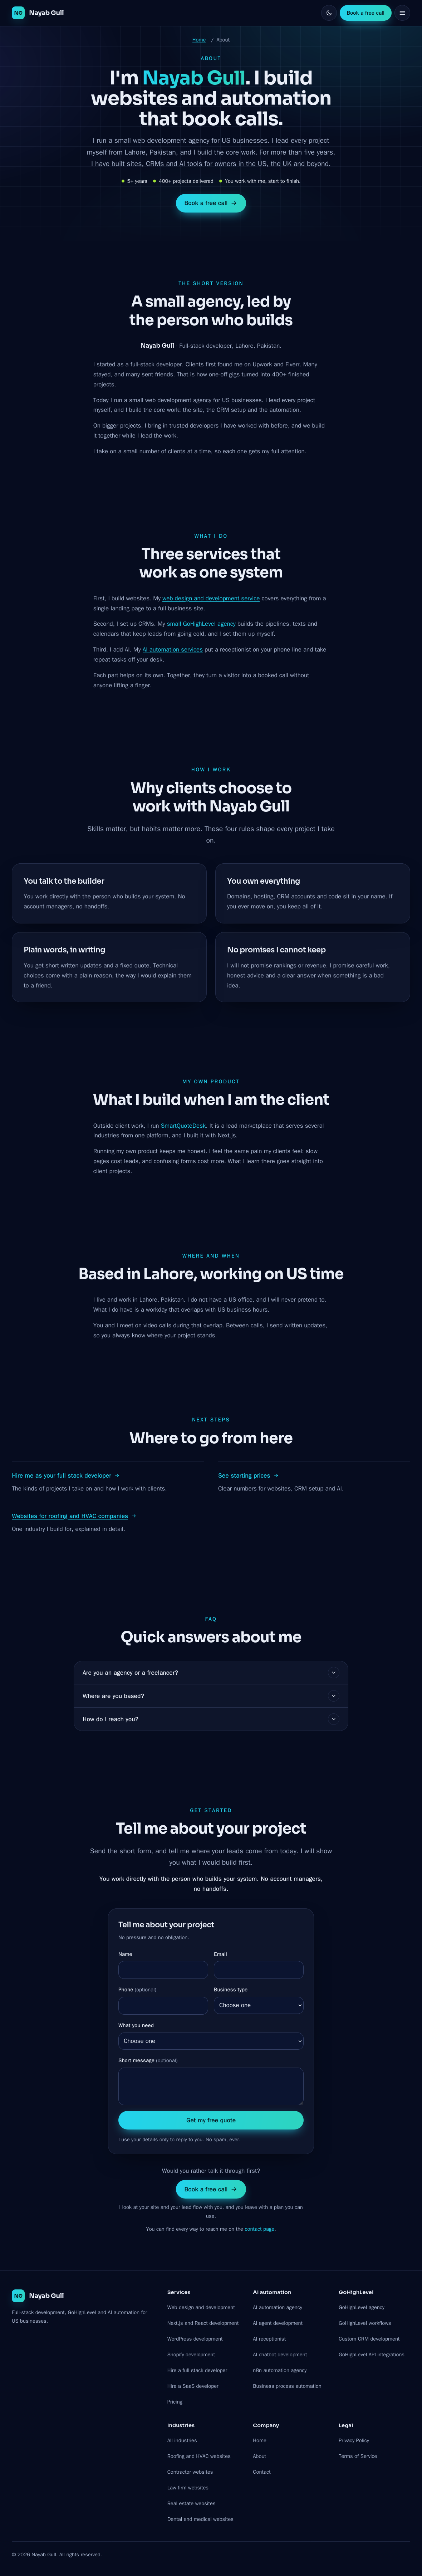 NG Nayab Gull
Book a free call
Home / About
ABOUT
I'm Nayab Gull. I build
websites and automation
that book calls.
I run a small web development agency for US businesses. I lead every project
myself from Lahore, Pakistan, and I build the core work. For more than five years,
I have built sites, CRMs and AI tools for owners in the US, the UK and beyond.
5+ years 400+ projects delivered You work with me, start to finish.
Book a free call →
THE SHORT VERSION
A small agency, led by
the person who builds
Nayab Gull · Full-stack developer, Lahore, Pakistan.
I started as a full-stack developer. Clients first found me on Upwork and Fiverr. Many
stayed, and many sent friends. That is how one-off gigs turned into 400+ finished
projects.
Today I run a small web development agency for US businesses. I lead every project
myself, and I build the core work: the site, the CRM setup and the automation.
On bigger projects, I bring in trusted developers I have worked with before, and we build
it together while I lead the work.
I take on a small number of clients at a time, so each one gets my full attention.
WHAT I DO
Three services that
work as one system
First, I build websites. My web design and development service covers everything from a
single landing page to a full business site.
Second, I set up CRMs. My small GoHighLevel agency builds the pipelines, texts and
calendars that keep leads from going cold, and I set them up myself.
Third, I add AI. My AI automation services put a receptionist on your phone line and take
repeat tasks off your desk.
Each part helps on its own. Together, they turn a visitor into a booked call without
anyone lifting a finger.
HOW I WORK
Why clients choose to
work with Nayab Gull
Skills matter, but habits matter more. These four rules shape every project I take
on.
You talk to the builder
You work directly with the person who builds your system. No
account managers, no handoffs.
You own everything
Domains, hosting, CRM accounts and code sit in your name. If
you ever move on, you keep all of it.
Plain words, in writing
You get short written updates and a fixed quote. Technical
choices come with a plain reason, the way I would explain them
to a friend.
No promises I cannot keep
I will not promise rankings or revenue. I promise careful work,
honest advice and a clear answer when something is a bad
idea.
MY OWN PRODUCT
What I build when I am the client
Outside client work, I run SmartQuoteDesk. It is a lead marketplace that serves several
industries from one platform, and I built it with Next.js.
Running my own product keeps me honest. I feel the same pain my clients feel: slow
pages cost leads, and confusing forms cost more. What I learn there goes straight into
client projects.
WHERE AND WHEN
Based in Lahore, working on US time
I live and work in Lahore, Pakistan. I do not have a US office, and I will never pretend to.
What I do have is a workday that overlaps with US business hours.
You and I meet on video calls during that overlap. Between calls, I send written updates,
so you always know where your project stands.
NEXT STEPS
Where to go from here
Hire me as your full stack developer →
The kinds of projects I take on and how I work with clients.
See starting prices →
Clear numbers for websites, CRM setup and AI.
Websites for roofing and HVAC companies →
One industry I build for, explained in detail.
FAQ
Quick answers about me
Are you an agency or a freelancer?
Where are you based?
How do I reach you?
GET STARTED
Tell me about your project
Send the short form, and tell me where your leads come from today. I will show
you what I would build first.
You work directly with the person who builds your system. No account managers,
no handoffs.
Tell me about your project
No pressure and no obligation.
Name Email
Phone (optional) Business type
Choose one
What you need
Choose one
Short message (optional)
Get my free quote
I use your details only to reply to you. No spam, ever.
Would you rather talk it through first?
Book a free call →
I look at your site and your lead flow with you, and you leave with a plan you can
use.
You can find every way to reach me on the contact page.
NG Nayab Gull
Full-stack development, GoHighLevel and AI automation for
US businesses.
Services
Web design and development
Next.js and React development
WordPress development
Shopify development
Hire a full stack developer
Hire a SaaS developer
Pricing
AI automation
AI automation agency
AI agent development
AI receptionist
AI chatbot development
n8n automation agency
Business process automation
GoHighLevel
GoHighLevel agency
GoHighLevel workflows
Custom CRM development
GoHighLevel API integrations
Industries
All industries
Roofing and HVAC websites
Contractor websites
Law firm websites
Real estate websites
Dental and medical websites
Company
Home
About
Contact
Legal
Privacy Policy
Terms of Service
© 2026 Nayab Gull. All rights reserved.